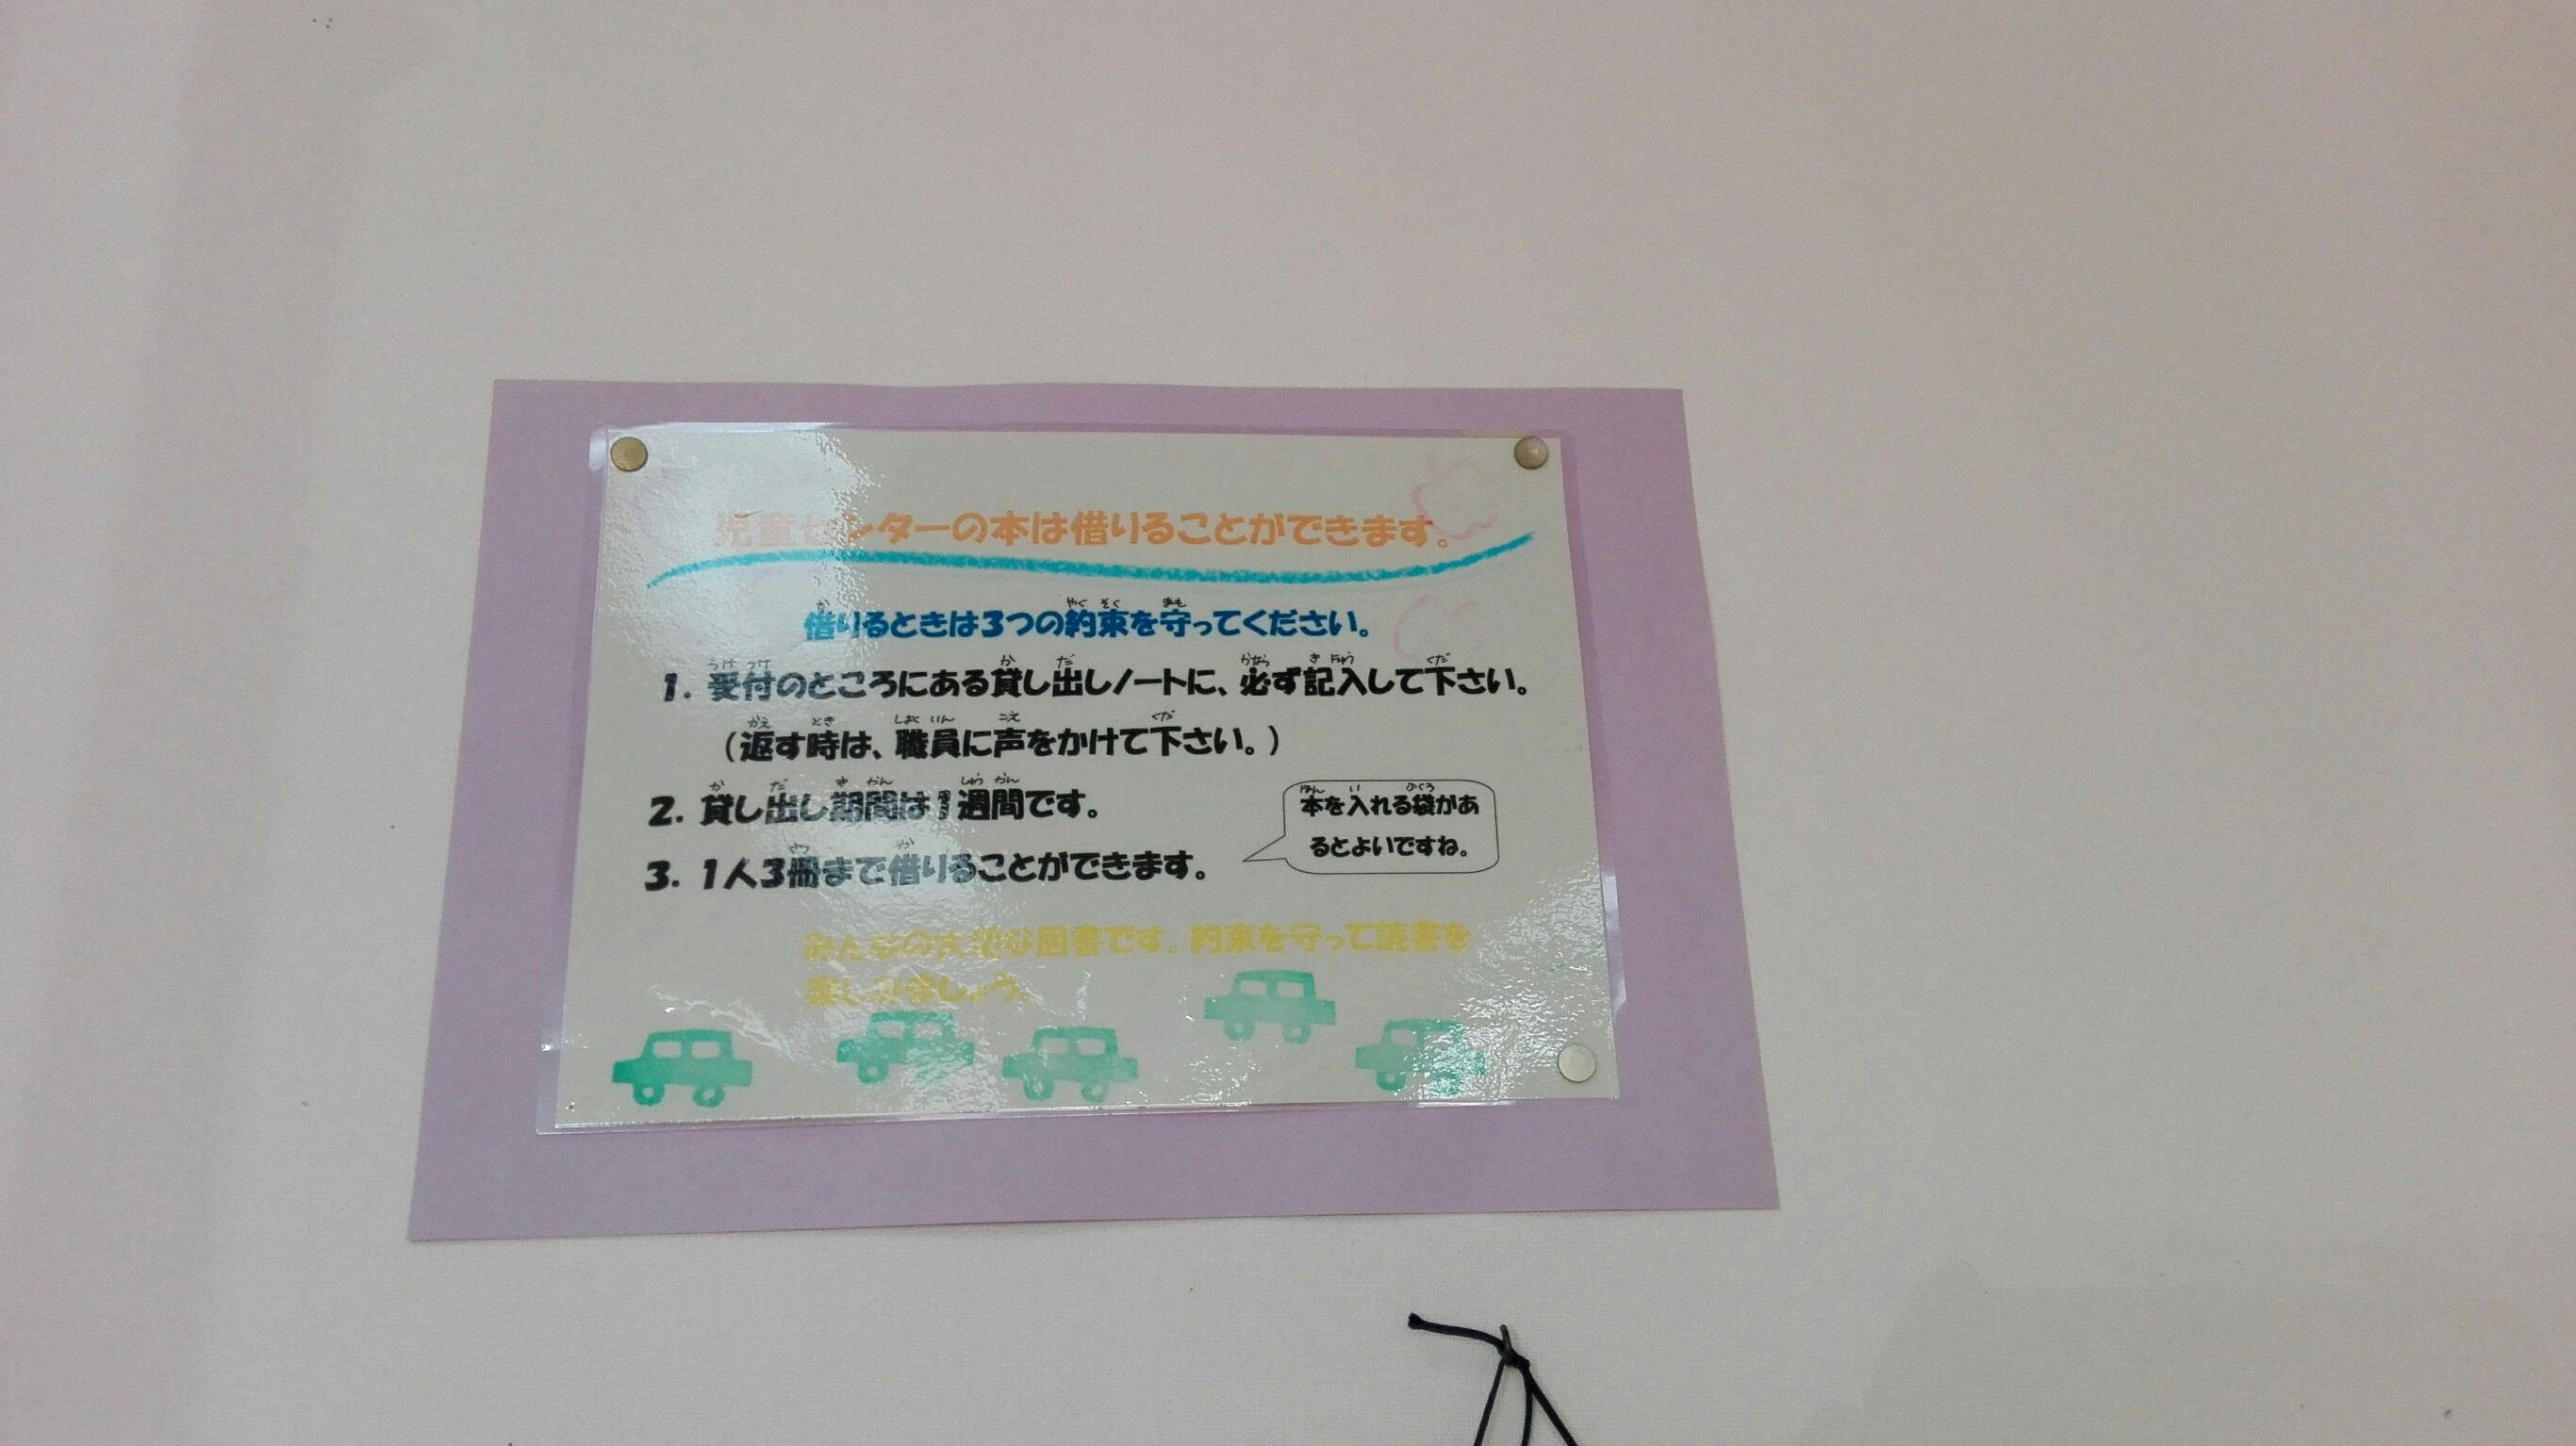 児童センターの本は借りることができます。
借りるときは3つの約束を守ってください。
1. 受付のところにある貸し出しノートに、必ず記入して下さい。
(返す時は、職員に声をかけて下さい。)
2. 貸し出し期間は1週間です。
3. 1人3冊まで借りることができます。
本を入れる袋があ
るとよいですね。
みんなの大切な図書です。約束を守って読書を
楽しみましょう。